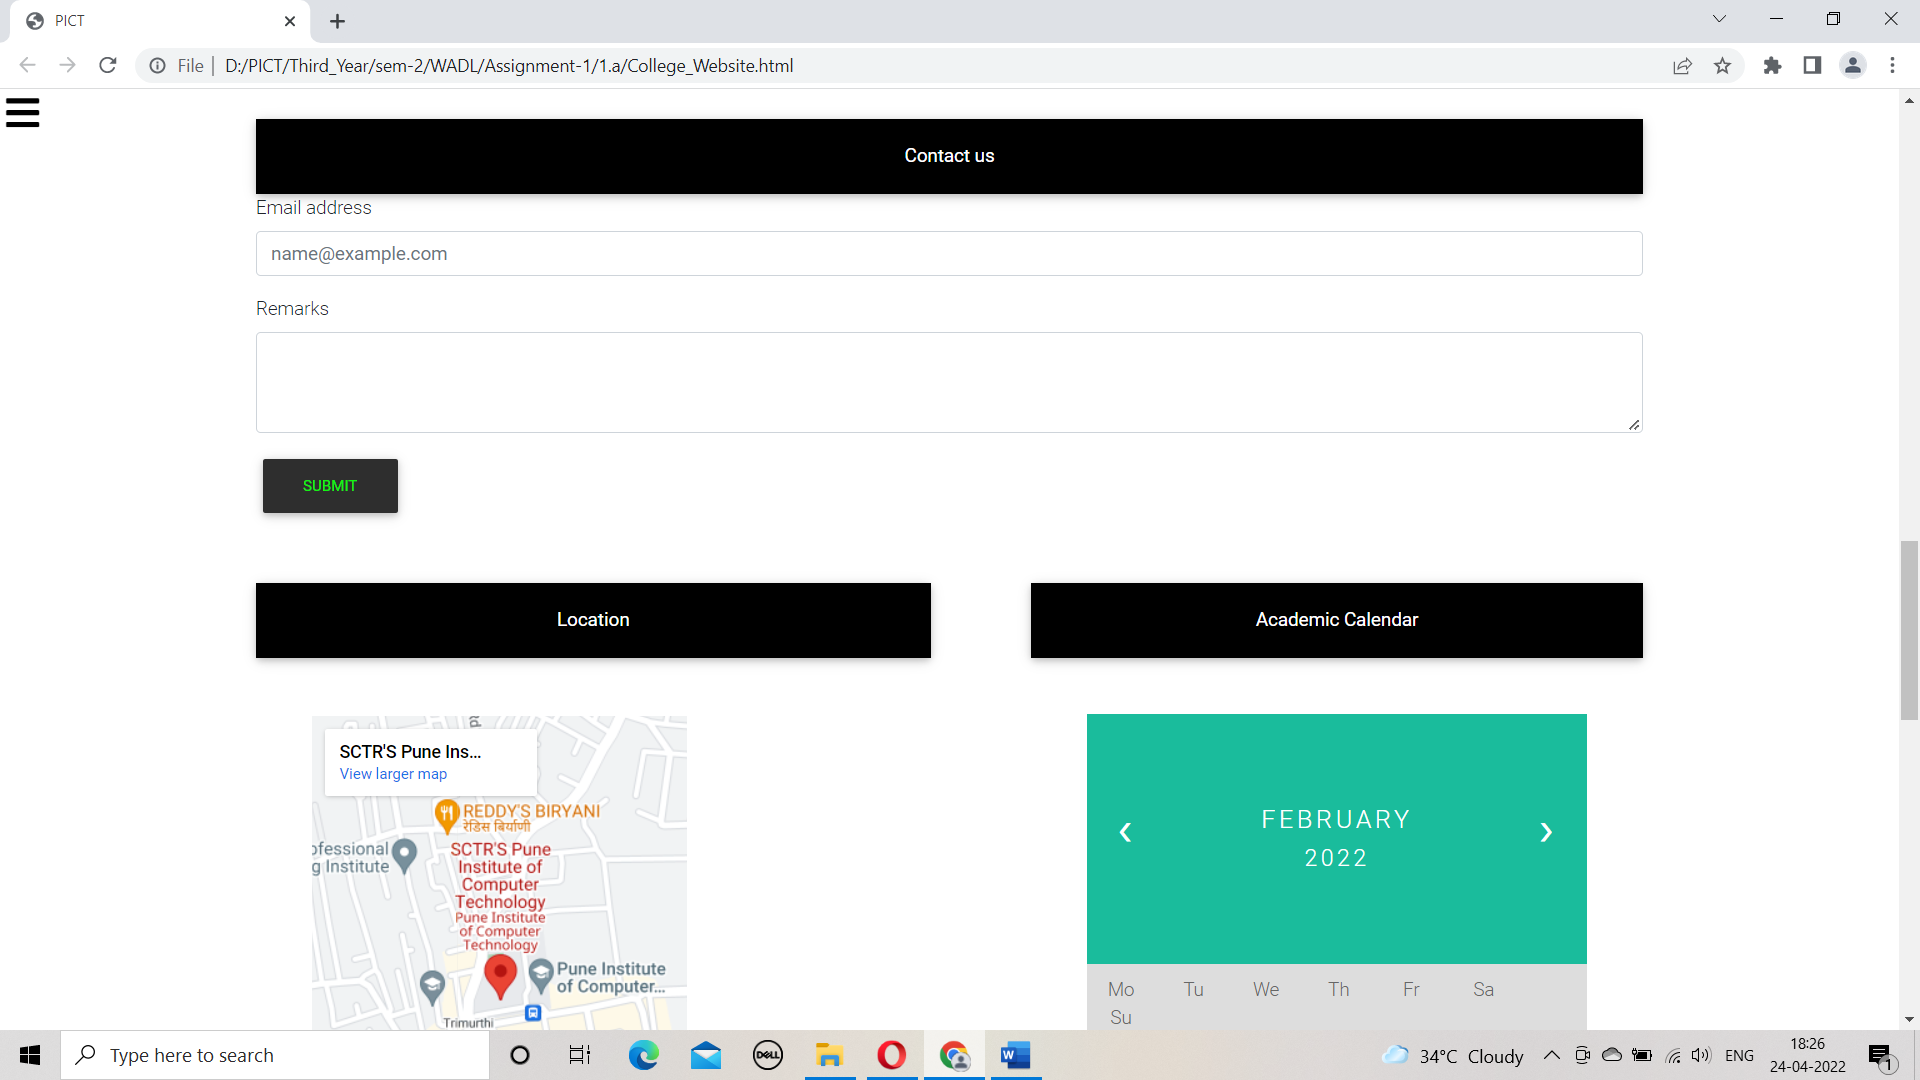 PICT
File
D:/PICT/Third_Year/sem-2/WADL/Assignment-1/1.a/College_Website.html
Contact us
Email address
name@example.com
Remarks
SUBMIT
Location
Academic Calendar
SCTR'S Pune Ins...
View larger map
REDDY'S BIRYANI
रेडिस बिर्याणी
ofessional
g Institute
SCTR'S Pune
Institute of
Computer
Technology
Pune Institute
of Computer
Technology
Pune Institute
of Computer...
Trimurthi
FEBRUARY
2022
Mo Tu We Th Fr Sa
Su
Type here to search
DELL
34°C Cloudy
ENG
18:26
24-04-2022
1